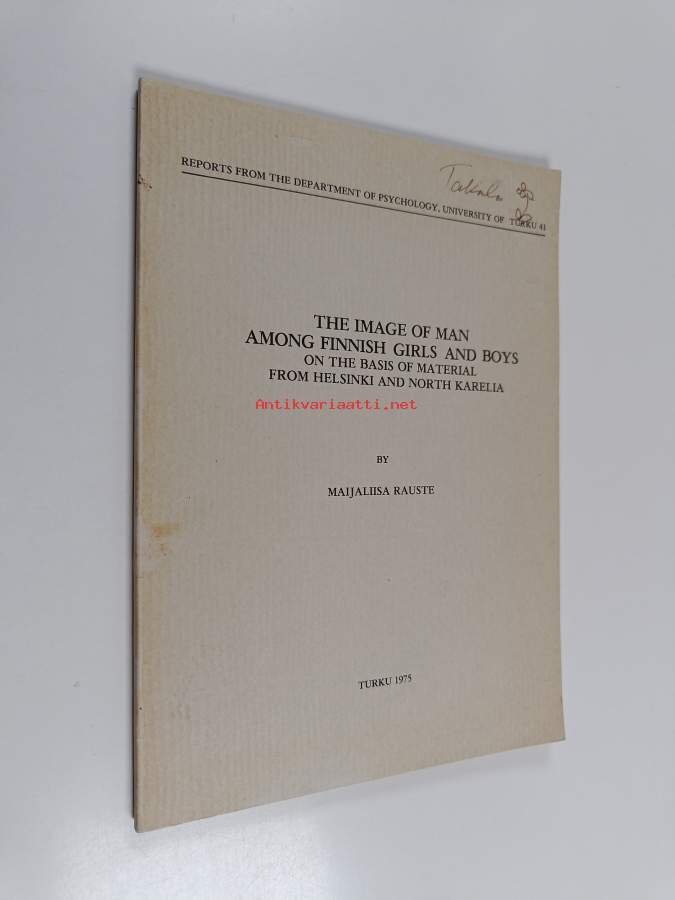 Takala
REPORTS FROM THE DEPARTMENT OF PSYCHOLOGY, UNIVERSITY OF TURKU 41
THE IMAGE OF MAN
AMONG FINNISH GIRLS AND BOYS
ON THE BASIS OF MATERIAL
FROM HELSINKI AND NORTH KARELIA
Antikvariaatti.net
BY
MAIJALIISA RAUSTE
TURKU 1975